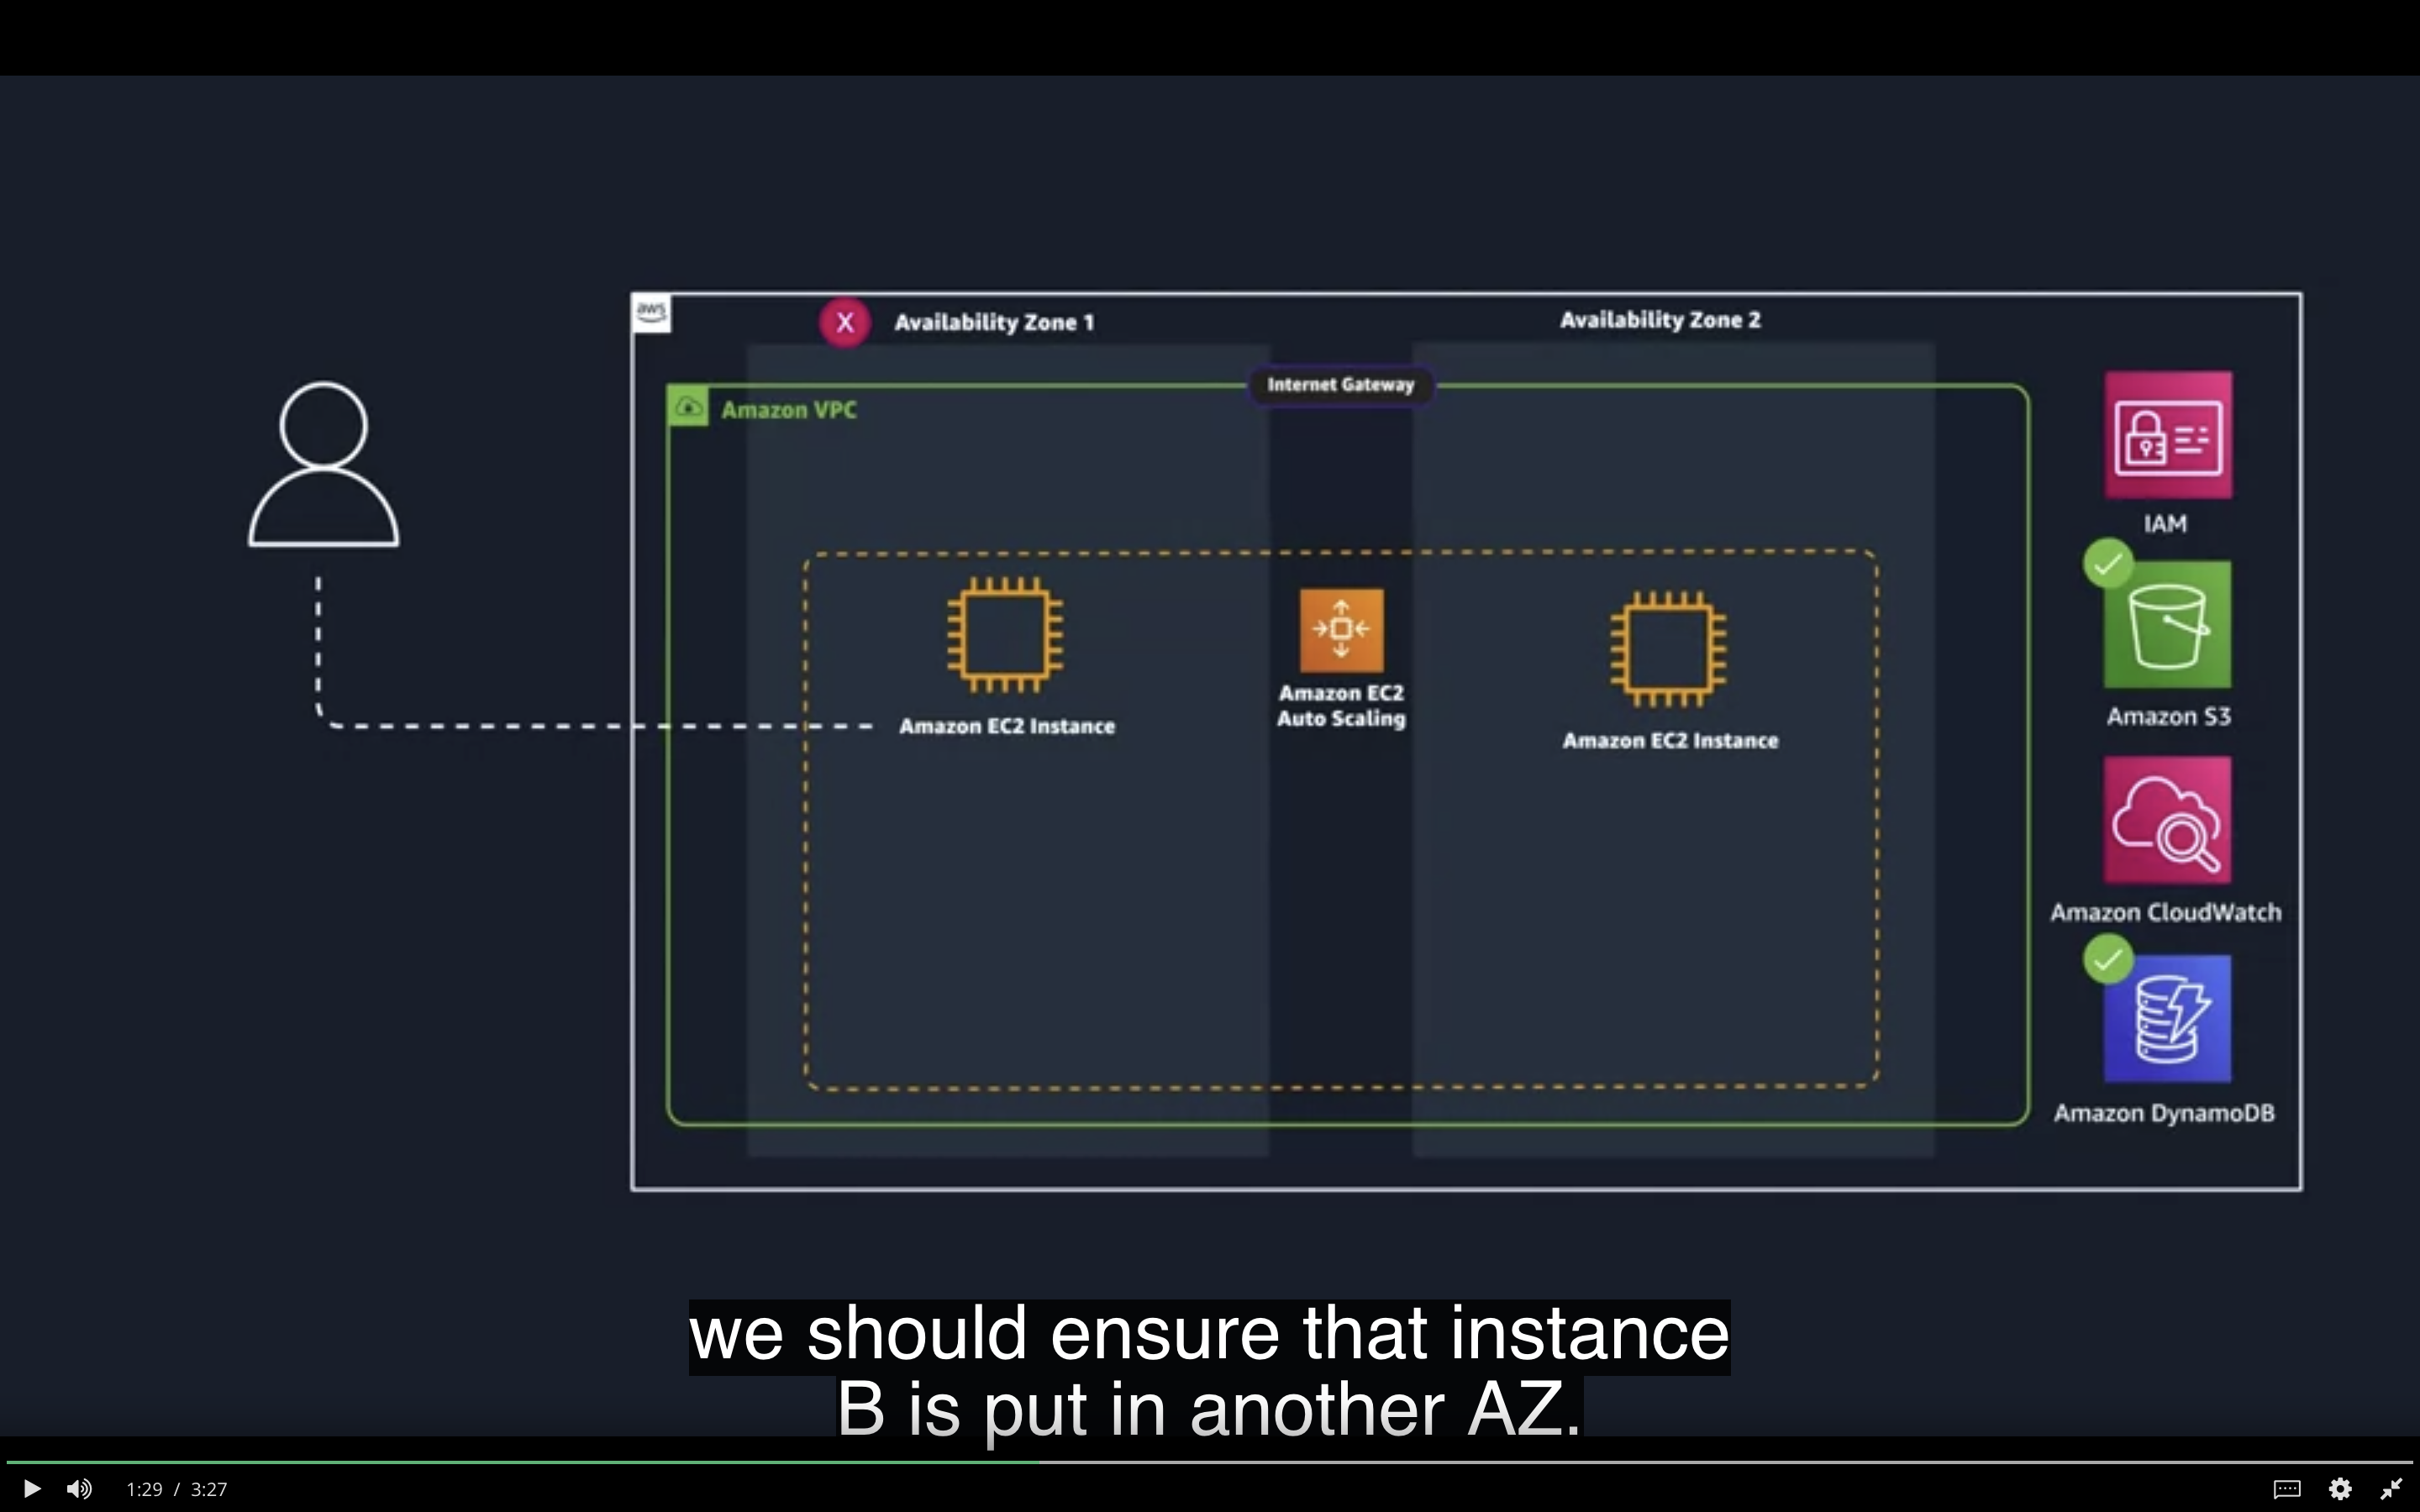 aws
X
Availability Zone 1
Availability Zone 2
Internet Gateway
Amazon VPC
IAM
Amazon EC2
Auto Scaling
Amazon EC2 Instance
Amazon EC2 Instance
Amazon S3
Amazon CloudWatch
Amazon DynamoDB
we should ensure that instance
B is put in another AZ.
1:29 / 3:27